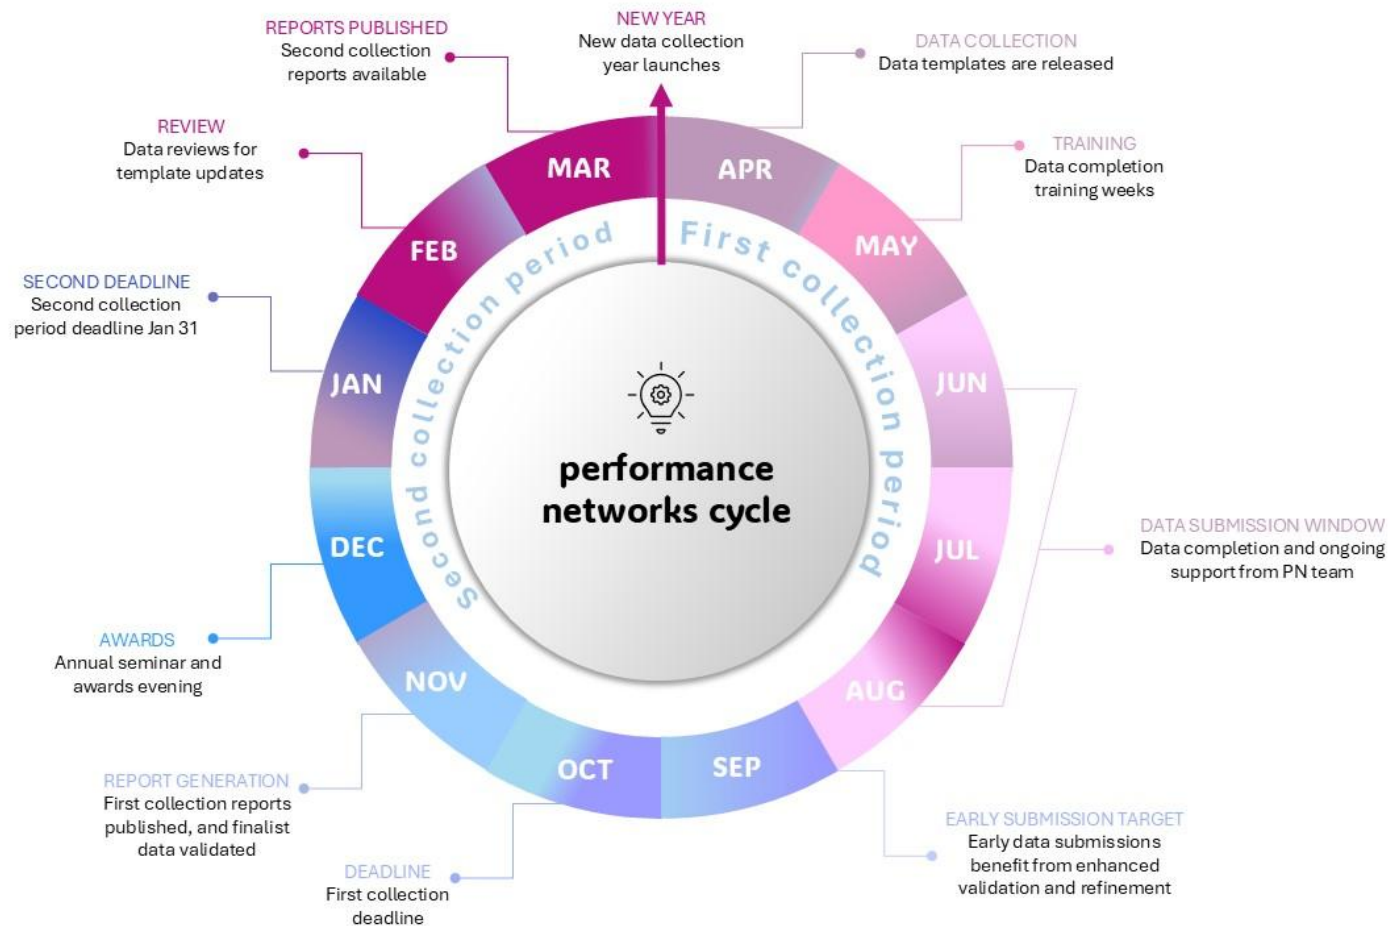 NEW YEAR
New data collection
year launches
DATA COLLECTION
Data templates are released
TRAINING
Data completion
training weeks
DATA SUBMISSION WINDOW
Data completion and ongoing
support from PN team
EARLY SUBMISSION TARGET
Early data submissions
benefit from enhanced
validation and refinement
DEADLINE
First collection
deadline
REPORT GENERATION
First collection reports
published, and finalist
data validated
AWARDS
Annual seminar and
awards evening
SECOND DEADLINE
Second collection
period deadline Jan 31
REVIEW
Data reviews for
template updates
REPORTS PUBLISHED
Second collection
reports available
APR
MAY
JUN
JUL
AUG
SEP
OCT
NOV
DEC
JAN
FEB
MAR
First collection period
Second collection period
performance
networks cycle